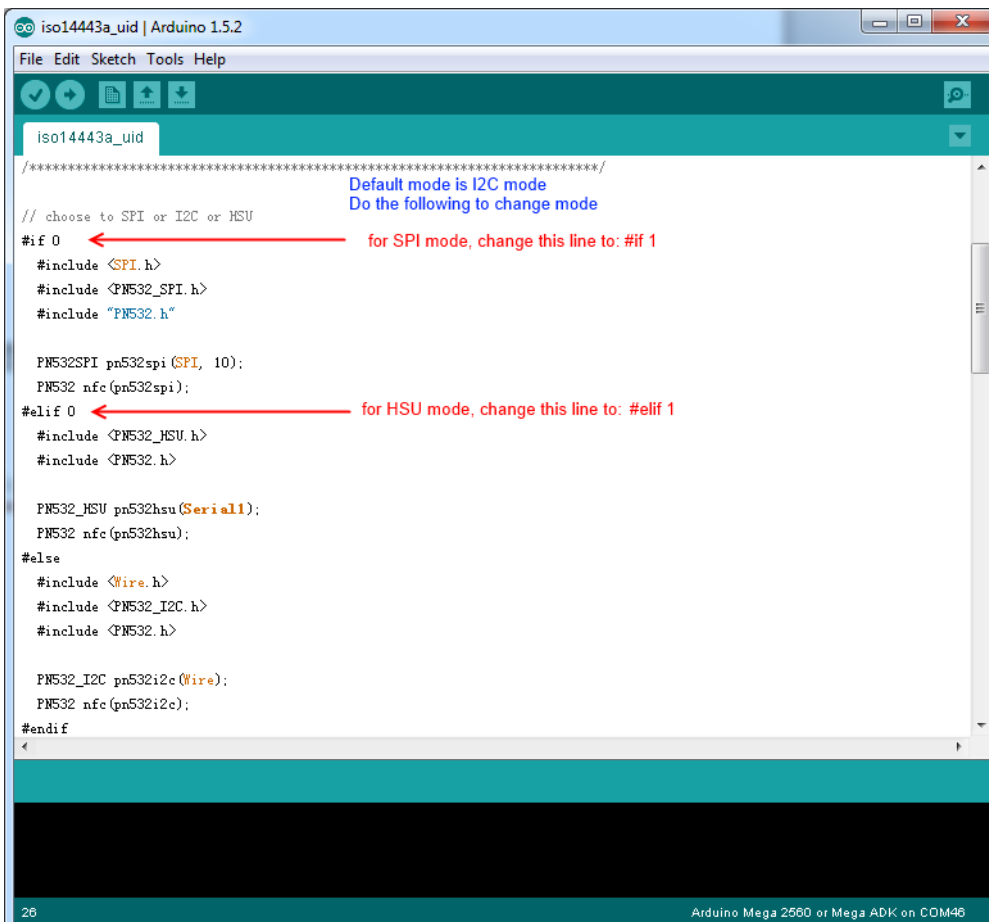 iso14443a_uid | Arduino 1.5.2
File Edit Sketch Tools Help
iso14443a_uid
/**************************************************************************/
Default mode is I2C mode
Do the following to change mode
// choose to SPI or I2C or HSU
#if 0 for SPI mode, change this line to: #if 1
#include <SPI.h>
#include <PN532_SPI.h>
#include "PN532.h"
PN532SPI pn532spi(SPI, 10);
PN532 nfc(pn532spi);
#elif 0 for HSU mode, change this line to: #elif 1
#include <PN532_HSU.h>
#include <PN532.h>
PN532_HSU pn532hsu(Serial1);
PN532 nfc(pn532hsu);
#else
#include <Wire.h>
#include <PN532_I2C.h>
#include <PN532.h>
PN532_I2C pn532i2c(Wire);
PN532 nfc(pn532i2c);
#endif
26 Arduino Mega 2560 or Mega ADK on COM46